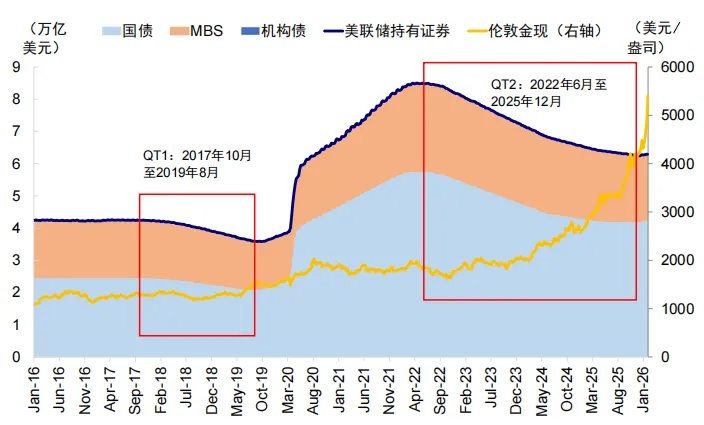 （万亿
美元）
国债 MBS 机构债 美联储持有证券 伦敦金现（右轴）
（美元/
盎司）
9
8
7
6
5
4
3
2
1
0
6000
5000
4000
3000
2000
1000
0
QT1：2017年10月
至2019年8月
QT2：2022年6月至
2025年12月
Jan-16
Jun-16
Nov-16
Apr-17
Sep-17
Feb-18
Jul-18
Dec-18
May-19
Oct-19
Mar-20
Aug-20
Jan-21
Jun-21
Nov-21
Apr-22
Sep-22
Feb-23
Jul-23
Dec-23
May-24
Oct-24
Mar-25
Aug-25
Jan-26